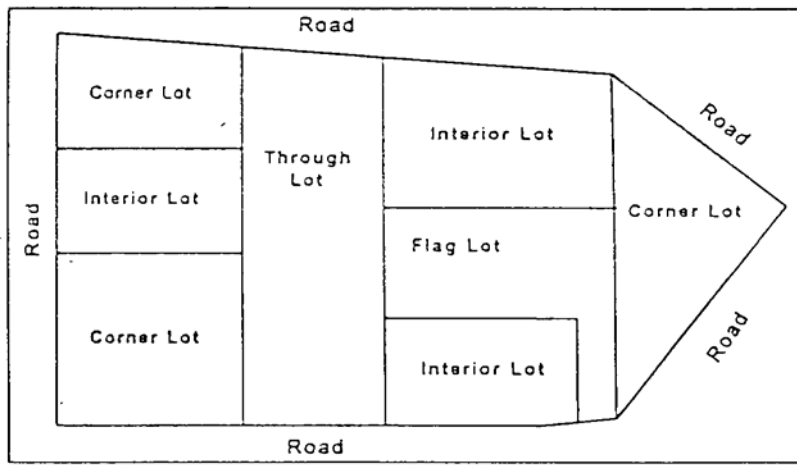 Road
Corner Lot
Road
Interior Lot
Through
Lot
Interior Lot
Road
Corner Lot
Flag Lot
Corner Lot
Road
Interior Lot
Road